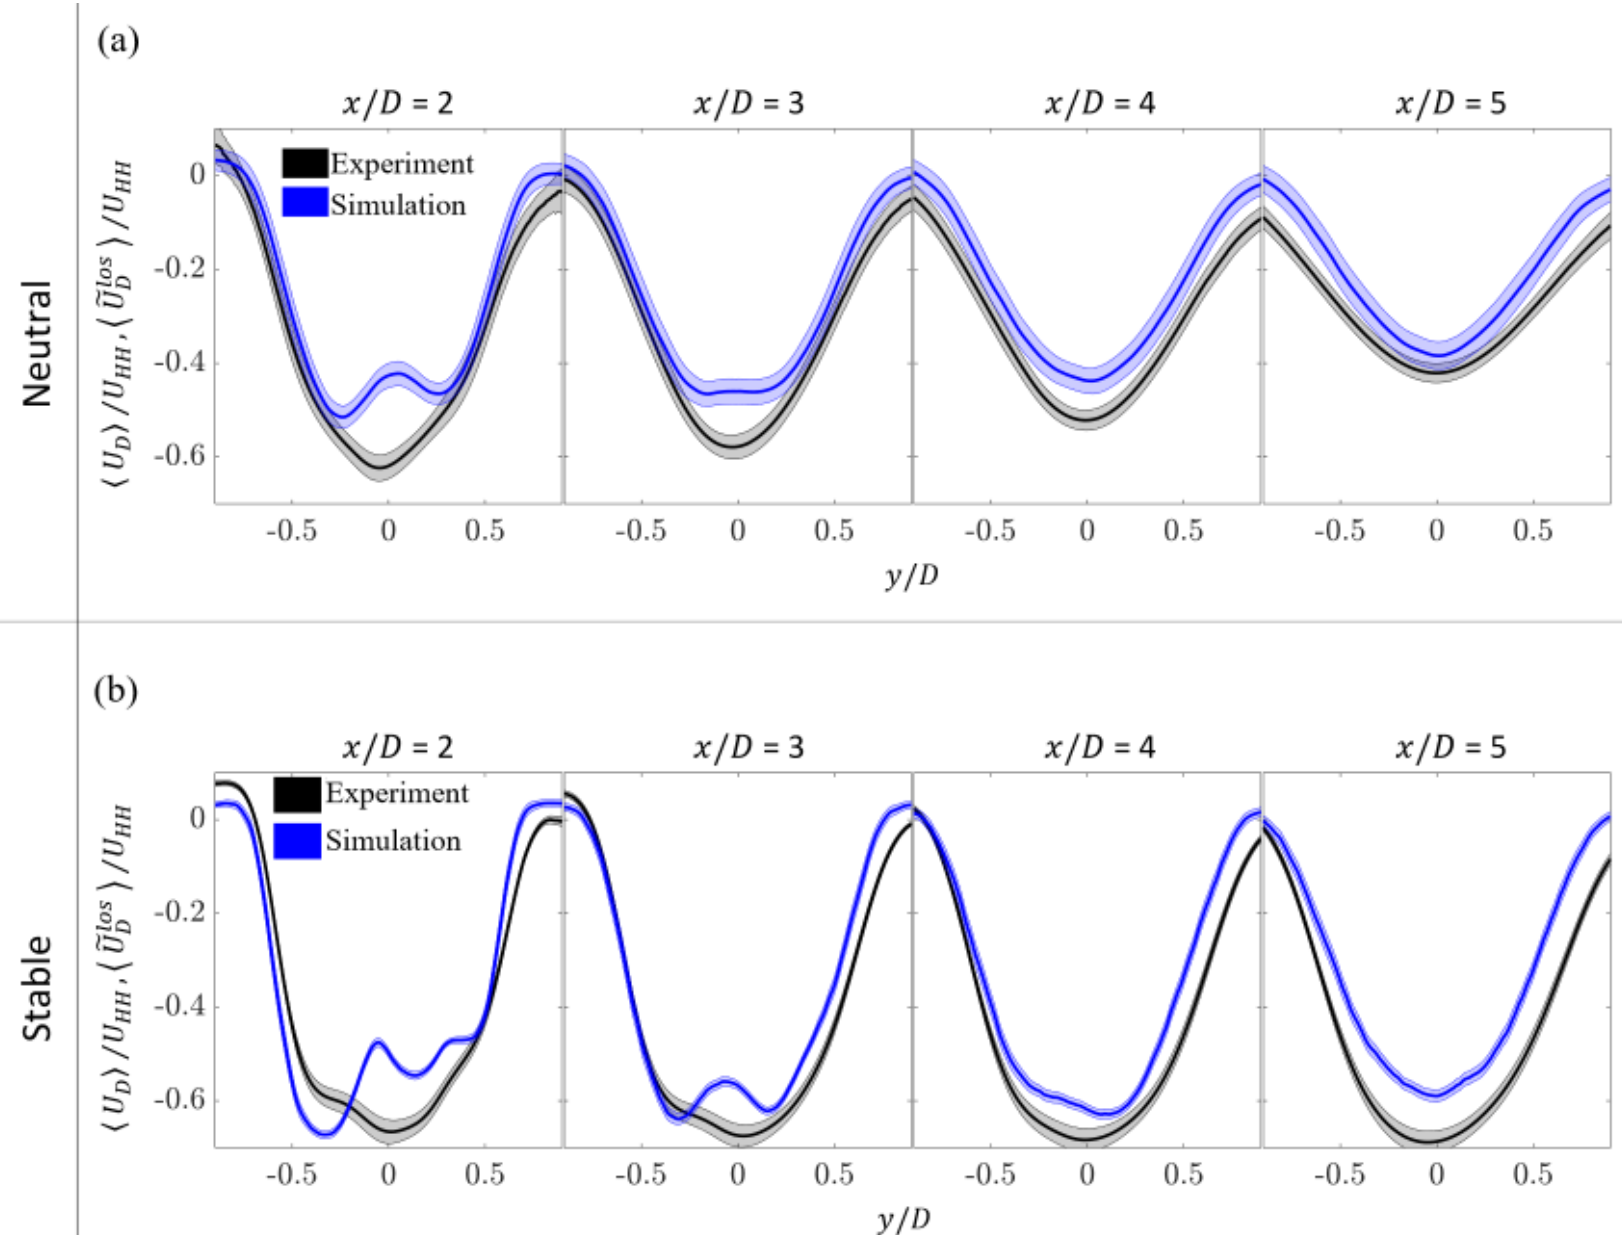 (a)
x/D = 2 x/D = 3 x/D = 4 x/D = 5
Neutral
⟨U_D⟩/U_HH, ⟨Ũ_D^los⟩/U_HH
0
-0.2
-0.4
-0.6
Experiment
Simulation
-0.5 0 0.5 -0.5 0 0.5 -0.5 0 0.5 -0.5 0 0.5
y/D
(b)
x/D = 2 x/D = 3 x/D = 4 x/D = 5
Stable
⟨U_D⟩/U_HH, ⟨Ũ_D^los⟩/U_HH
0
-0.2
-0.4
-0.6
Experiment
Simulation
-0.5 0 0.5 -0.5 0 0.5 -0.5 0 0.5 -0.5 0 0.5
y/D